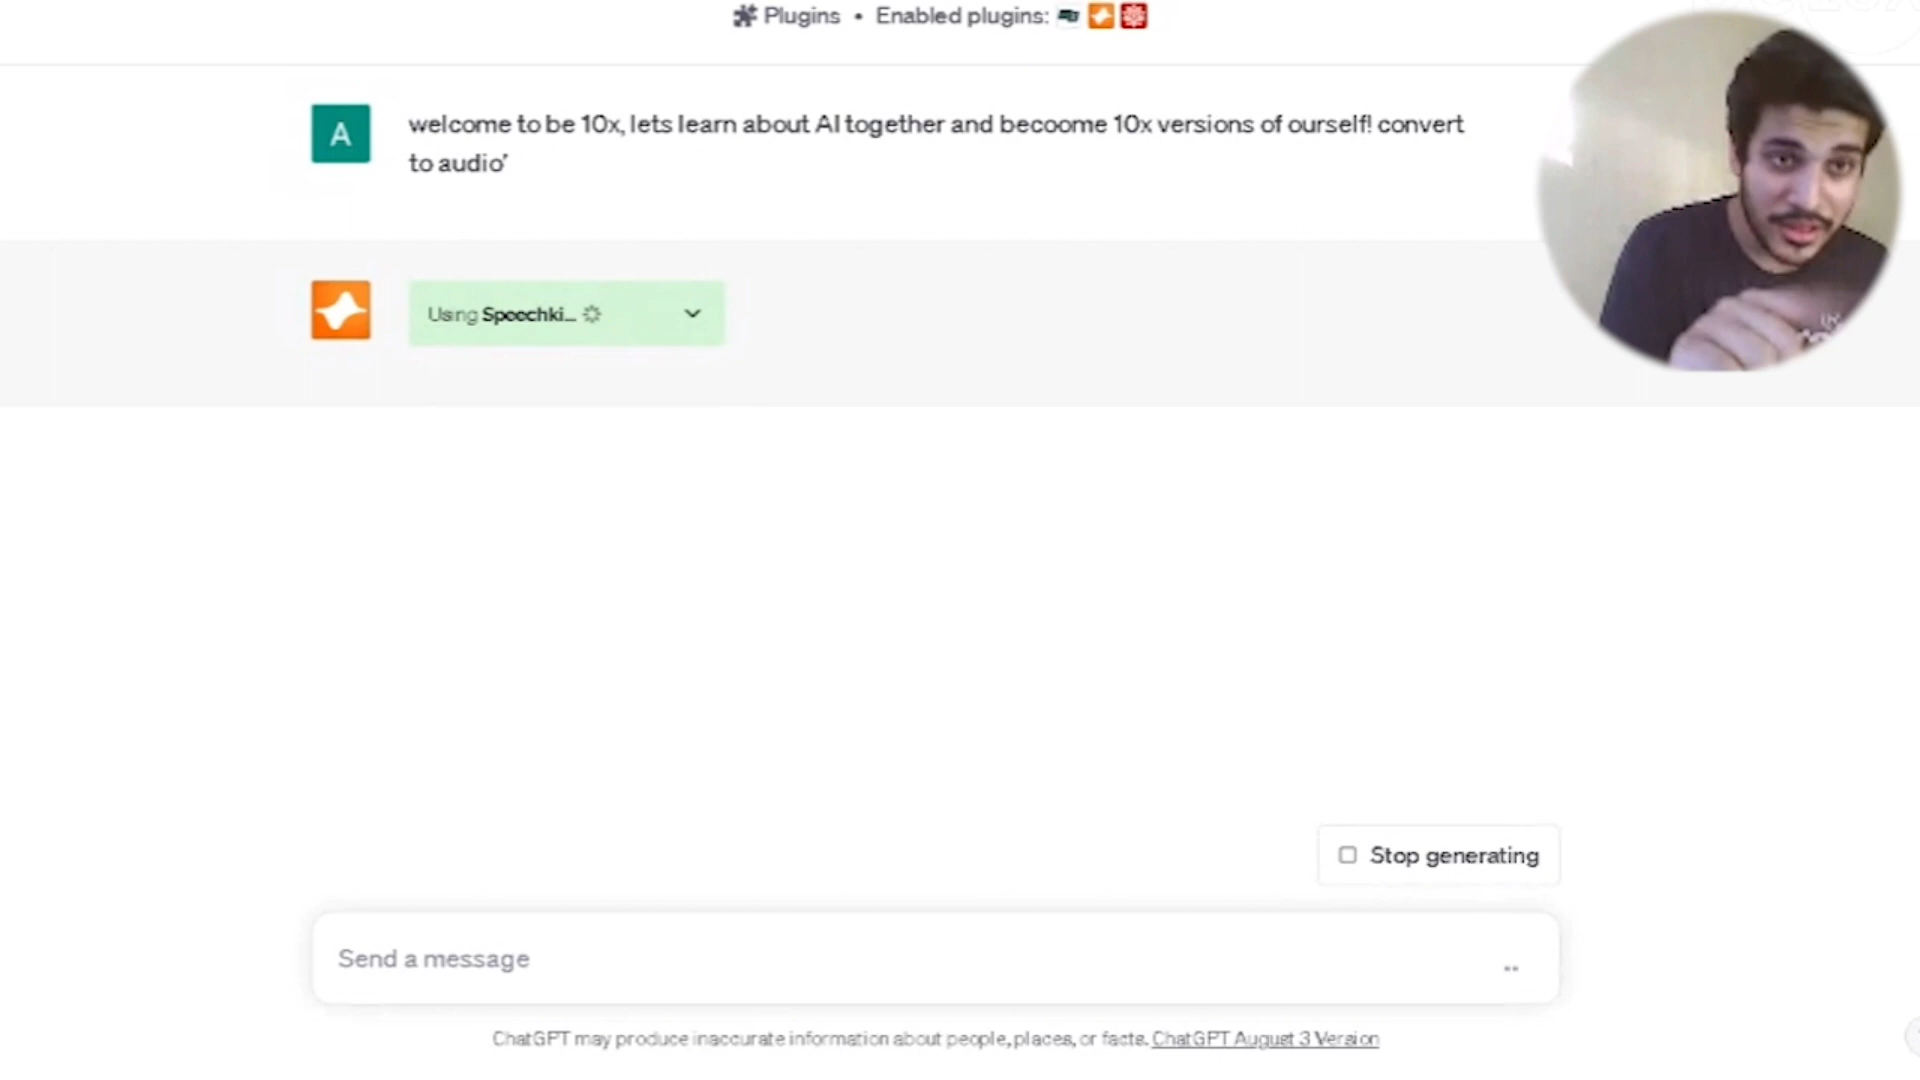 Plugins • Enabled plugins:
A
welcome to be 10x, lets learn about AI together and becoome 10x versions of ourself! convert
to audio'
Using Speechki...
Stop generating
Send a message
ChatGPT may produce inaccurate information about people, places, or facts. ChatGPT August 3 Version